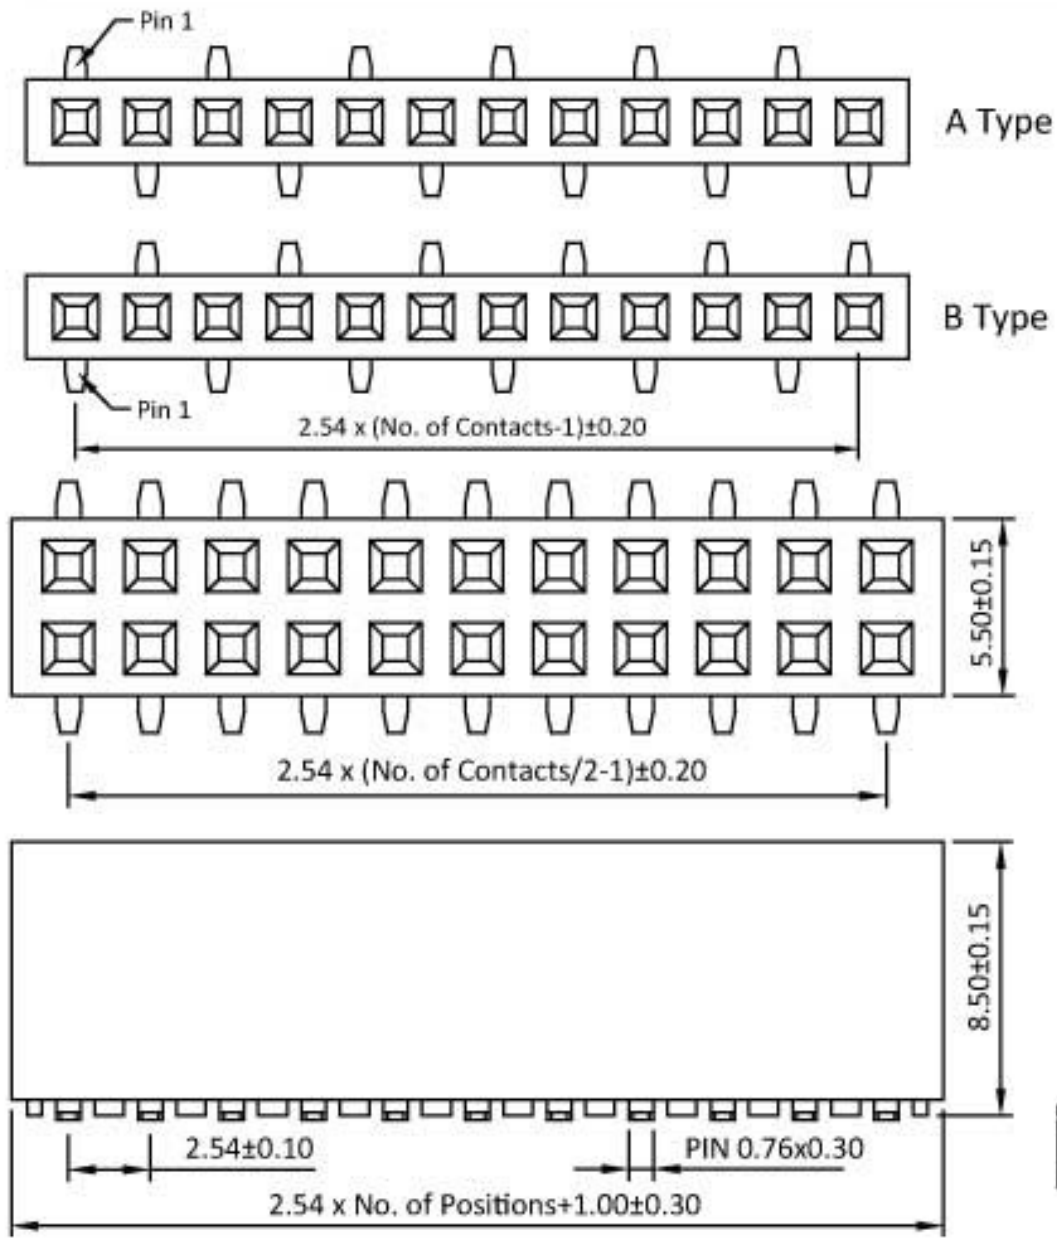 Pin 1
A Type
B Type
Pin 1
2.54 x (No. of Contacts-1)±0.20
5.50±0.15
2.54 x (No. of Contacts/2-1)±0.20
8.50±0.15
2.54±0.10
PIN 0.76x0.30
2.54 x No. of Positions+1.00±0.30